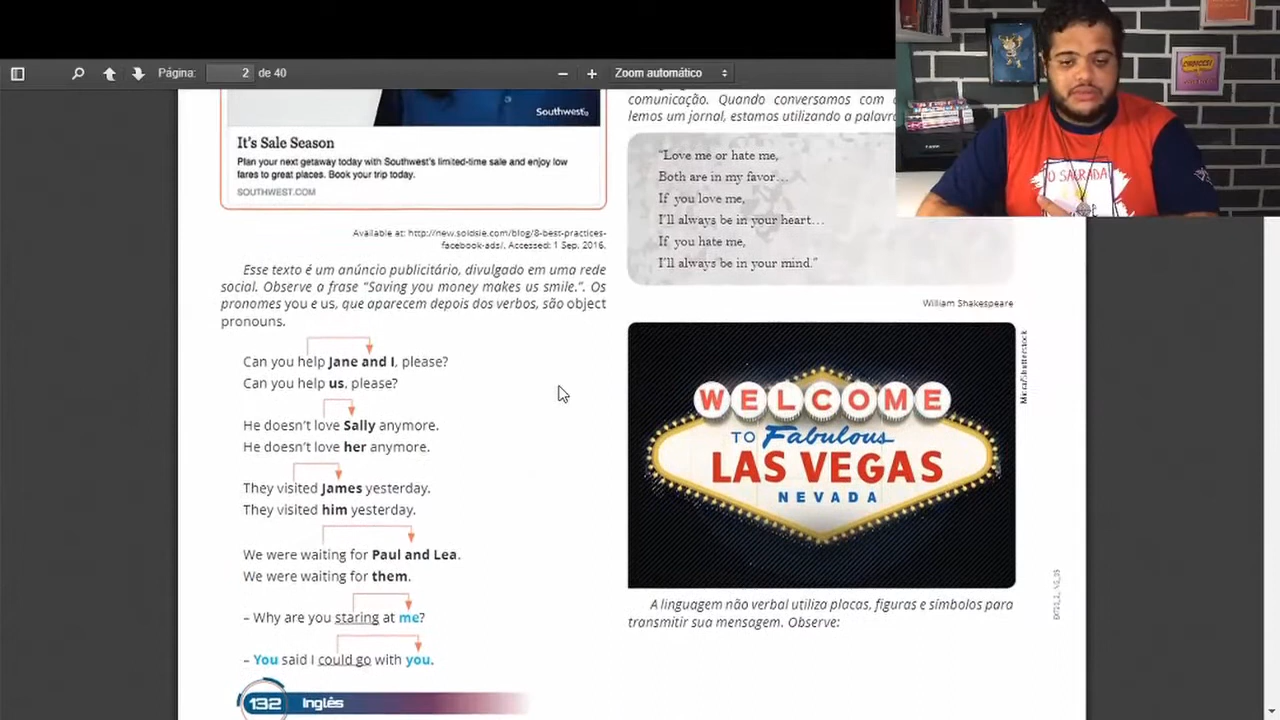 Página:
2
de 40
Zoom automático
Southwest
It's Sale Season
Plan your next getaway today with Southwest's limited-time sale and enjoy low
fares to great places. Book your trip today.
SOUTHWEST.COM
Available at: http://new.soldsie.com/blog/8-best-practices-
facebook-ads/. Accessed: 1 Sep. 2016.
Esse texto é um anúncio publicitário, divulgado em uma rede
social. Observe a frase “Saving you money makes us smile.”. Os
pronomes you e us, que aparecem depois dos verbos, são object
pronouns.
Can you help Jane and I, please?
Can you help us, please?
He doesn’t love Sally anymore.
He doesn’t love her anymore.
They visited James yesterday.
They visited him yesterday.
We were waiting for Paul and Lea.
We were waiting for them.
– Why are you staring at me?
– You said I could go with you.
132 Inglês
comunicação. Quando conversamos com
lemos um jornal, estamos utilizando a palavra
“Love me or hate me,
Both are in my favor…
If you love me,
I’ll always be in your heart…
If you hate me,
I’ll always be in your mind.”
William Shakespeare
WELCOME
TO Fabulous
LAS VEGAS
NEVADA
A linguagem não verbal utiliza placas, figuras e símbolos para
transmitir sua mensagem. Observe:
O SAGRADA